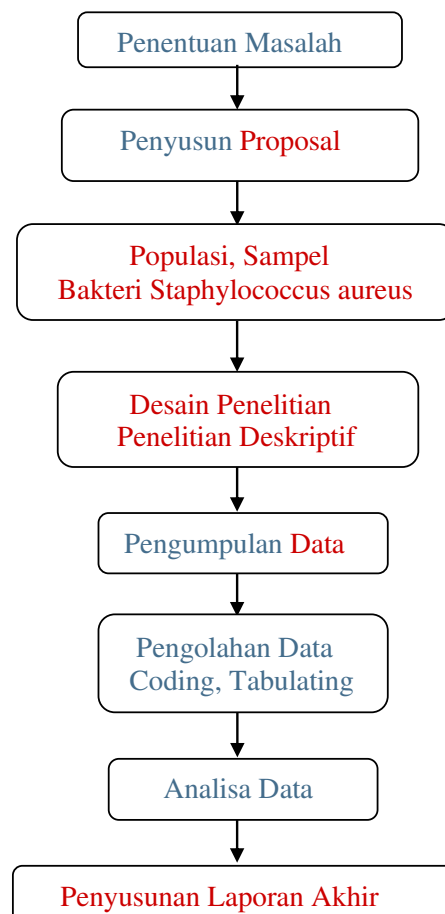 Penentuan Masalah
Penyusun Proposal
Populasi, Sampel
Bakteri Staphylococcus aureus
Desain Penelitian
Penelitian Deskriptif
Pengumpulan Data
Pengolahan Data
Coding, Tabulating
Analisa Data
Penyusunan Laporan Akhir